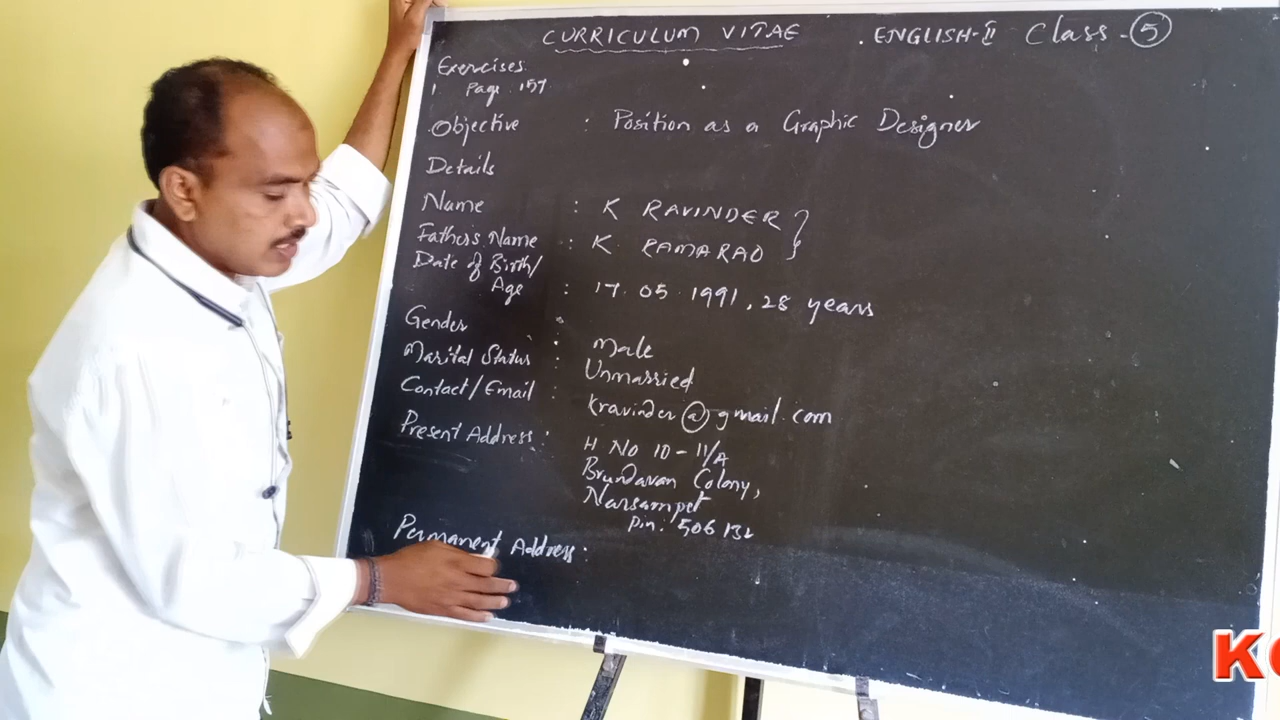 CURRICULUM VITAE . ENGLISH-II Class - 5
Exercises:
1 Page 157
Objective : Position as a Graphic Designer
Details
Name : K RAVINDER
Father's Name : K. RAMARAO
Date of Birth/
Age : 17.05.1991, 28 years
Gender : Male
Marital Status : Unmarried
Contact/Email : kravinder@gmail.com
Present Address : H No 10-11/A
Brundavan Colony,
Narsampet
Pin: 506132
Permanent Address: